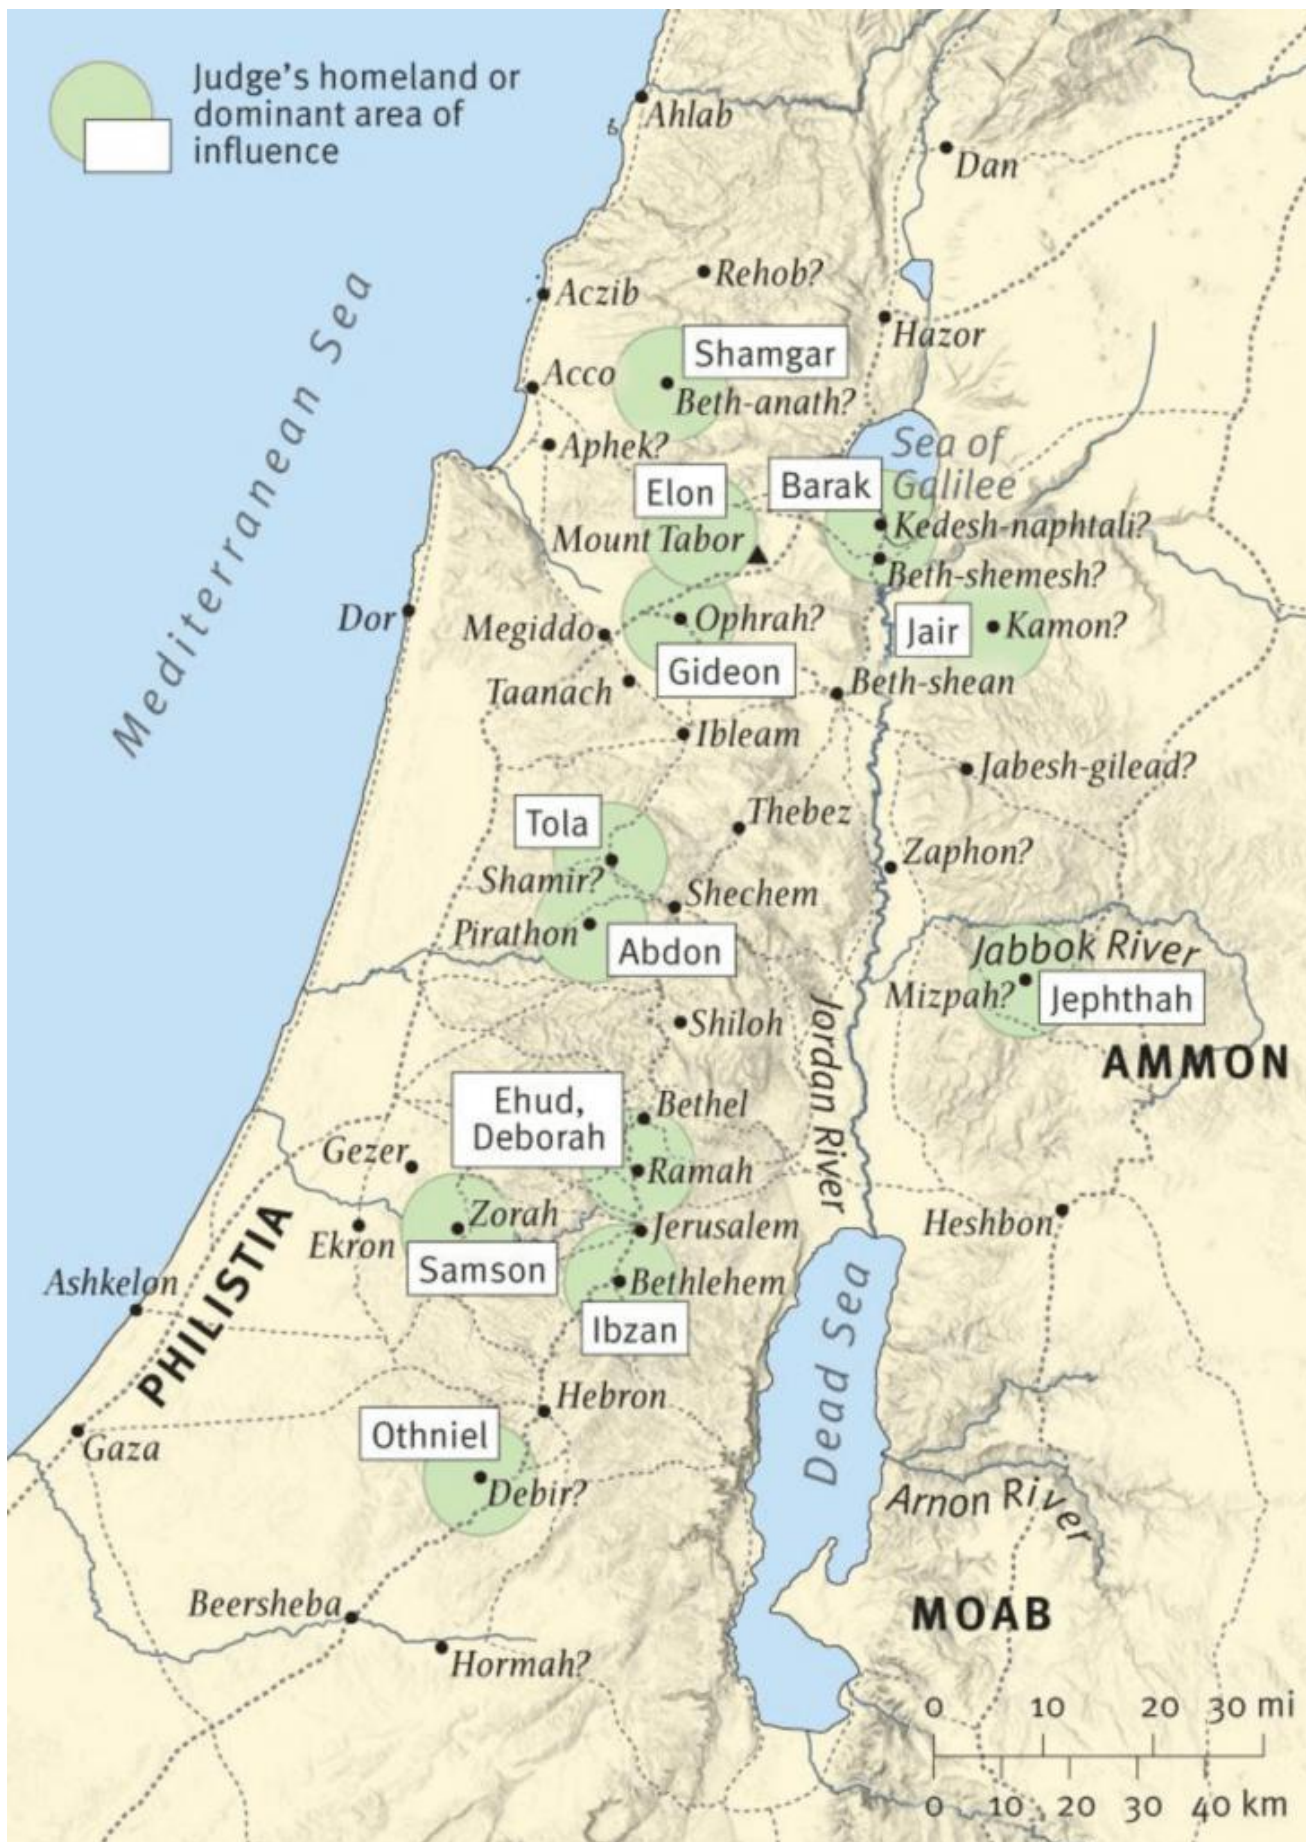 Judge's homeland or
dominant area of
influence
Ahlab
Dan
Rehob?
Aczib
Hazor
Shamgar
Acco
Beth-anath?
Aphek?
Sea of
Galilee
Elon
Barak
Kedesh-naphtali?
Mount Tabor
Beth-shemesh?
Mediterranean Sea
Dor
Megiddo
Ophrah?
Jair
Kamon?
Gideon
Taanach
Beth-shean
Ibleam
Jabesh-gilead?
Tola
Thebez
Shamir?
Zaphon?
Shechem
Pirathon
Abdon
Jabbok River
Mizpah?
Jephthah
Shiloh
Jordan River
AMMON
Ehud,
Deborah
Bethel
Gezer
Ramah
Zorah
Jerusalem
Heshbon
Ekron
Samson
Ashkelon
PHILISTIA
Bethlehem
Ibzan
Dead Sea
Hebron
Othniel
Gaza
Debir?
Arnon River
Beersheba
MOAB
Hormah?
0 10 20 30 mi
0 10 20 30 40 km